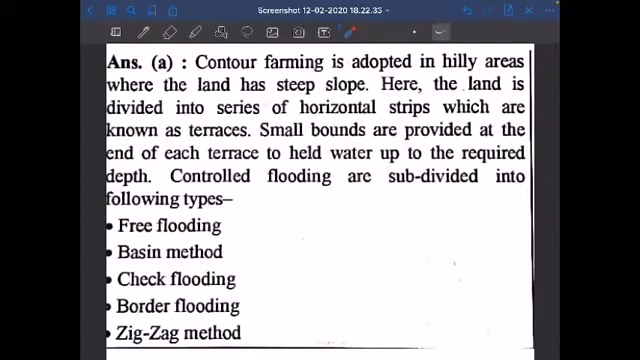 Screenshot 12-02-2020 18.22.33
Ans. (a) : Contour farming is adopted in hilly areas
where the land has steep slope. Here, the land is
divided into series of horizontal strips which are
known as terraces. Small bounds are provided at the
end of each terrace to held water up to the required
depth. Controlled flooding are sub-divided into
following types–
• Free flooding
• Basin method
• Check flooding
• Border flooding
• Zig-Zag method